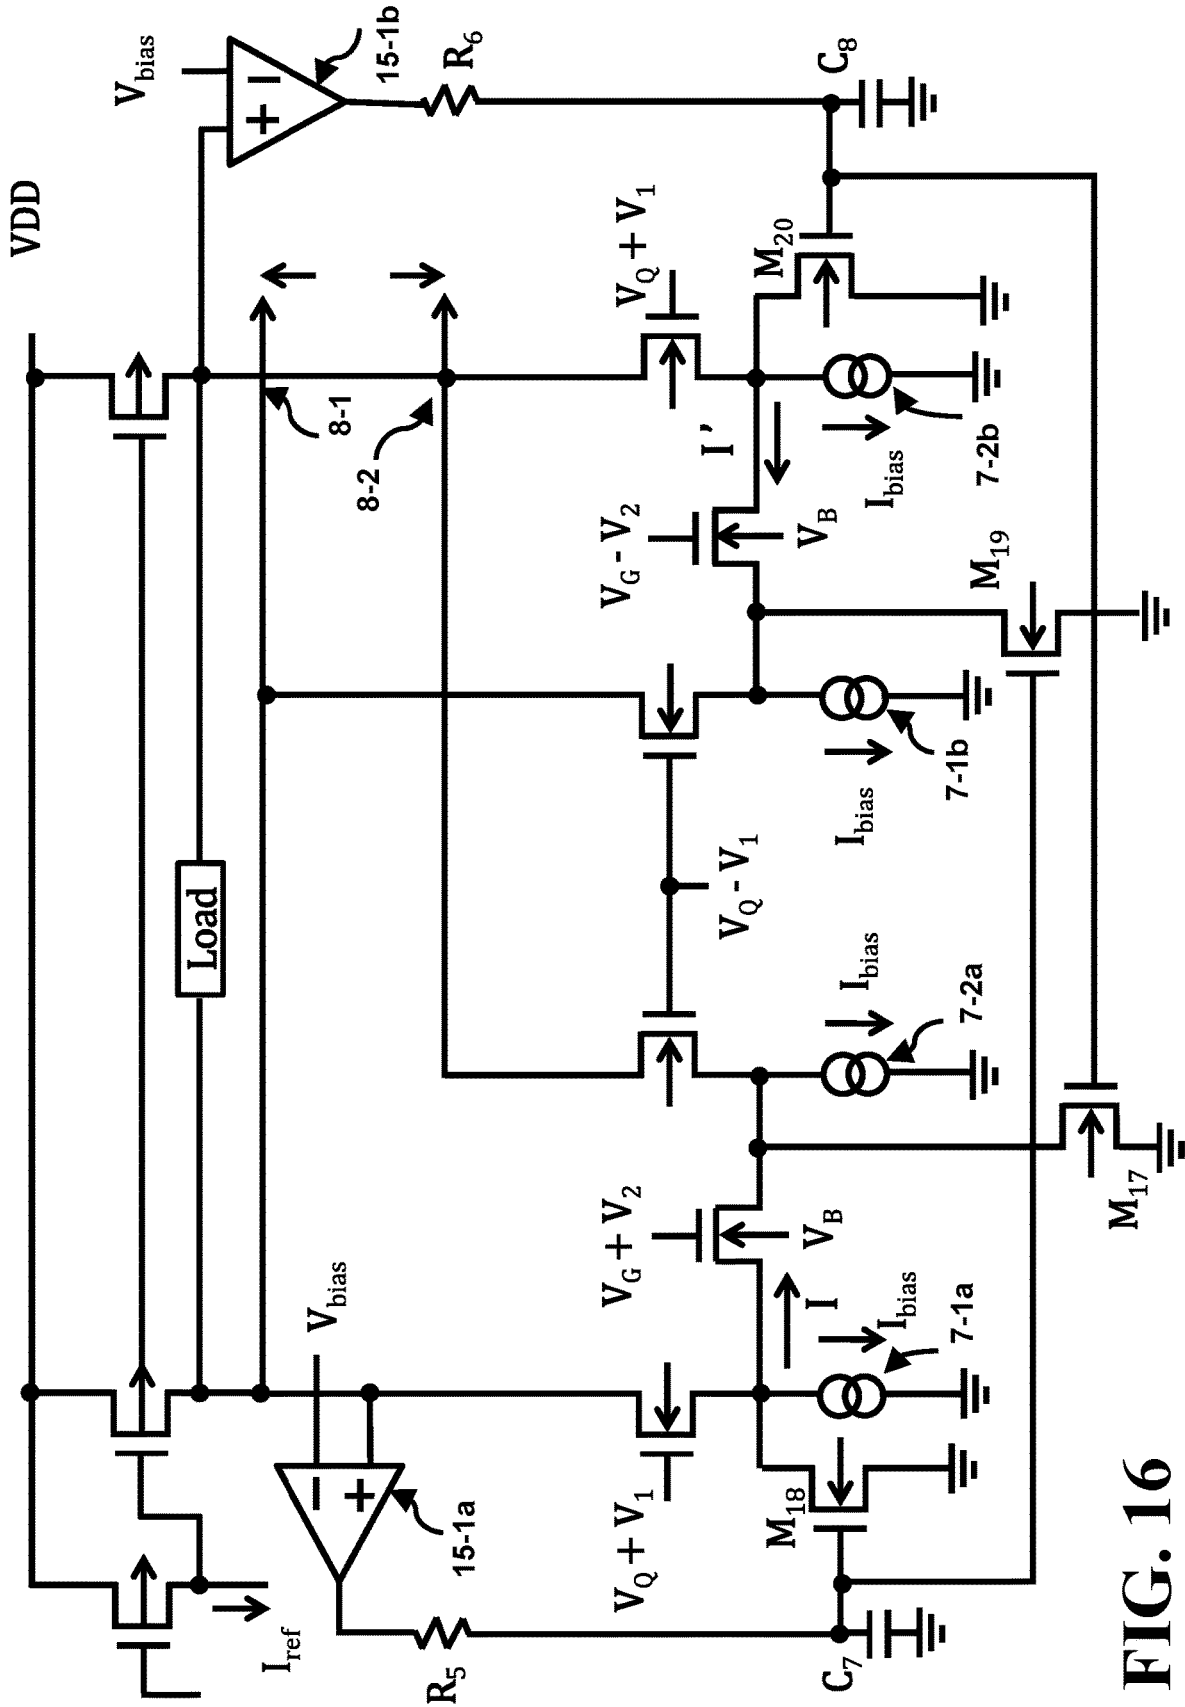 VDD
V_bias
15-1b
R_6
C_8
Load
8-1
8-2
V_Q + V_1
M_20
I'
I_bias
7-2b
V_G - V_2
V_B
M_19
I_bias
7-1b
V_Q - V_1
I_bias
7-2a
V_G + V_2
V_B
M_17
V_bias
I
I_bias
7-1a
I_ref
15-1a
V_Q + V_1
M_18
R_5
C_7
FIG. 16